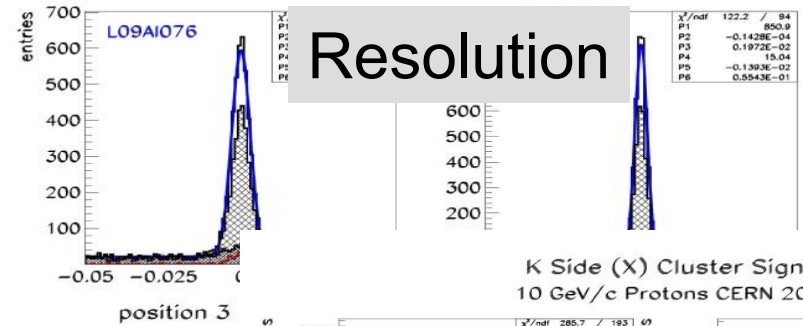 Resolution
entries
700
600
500
400
300
200
100
L09AI076
−0.05 −0.025
position 3
χ²/ndf 122.2 / 94
P1 850.9
P2 −0.1428E−04
P3 0.1972E−02
P4 15.04
P5 −0.1393E−02
P6 0.5543E−01
600
500
400
300
200
K Side (X) Cluster Sign
10 GeV/c Protons CERN 20
χ²/ndf 285.7 / 193